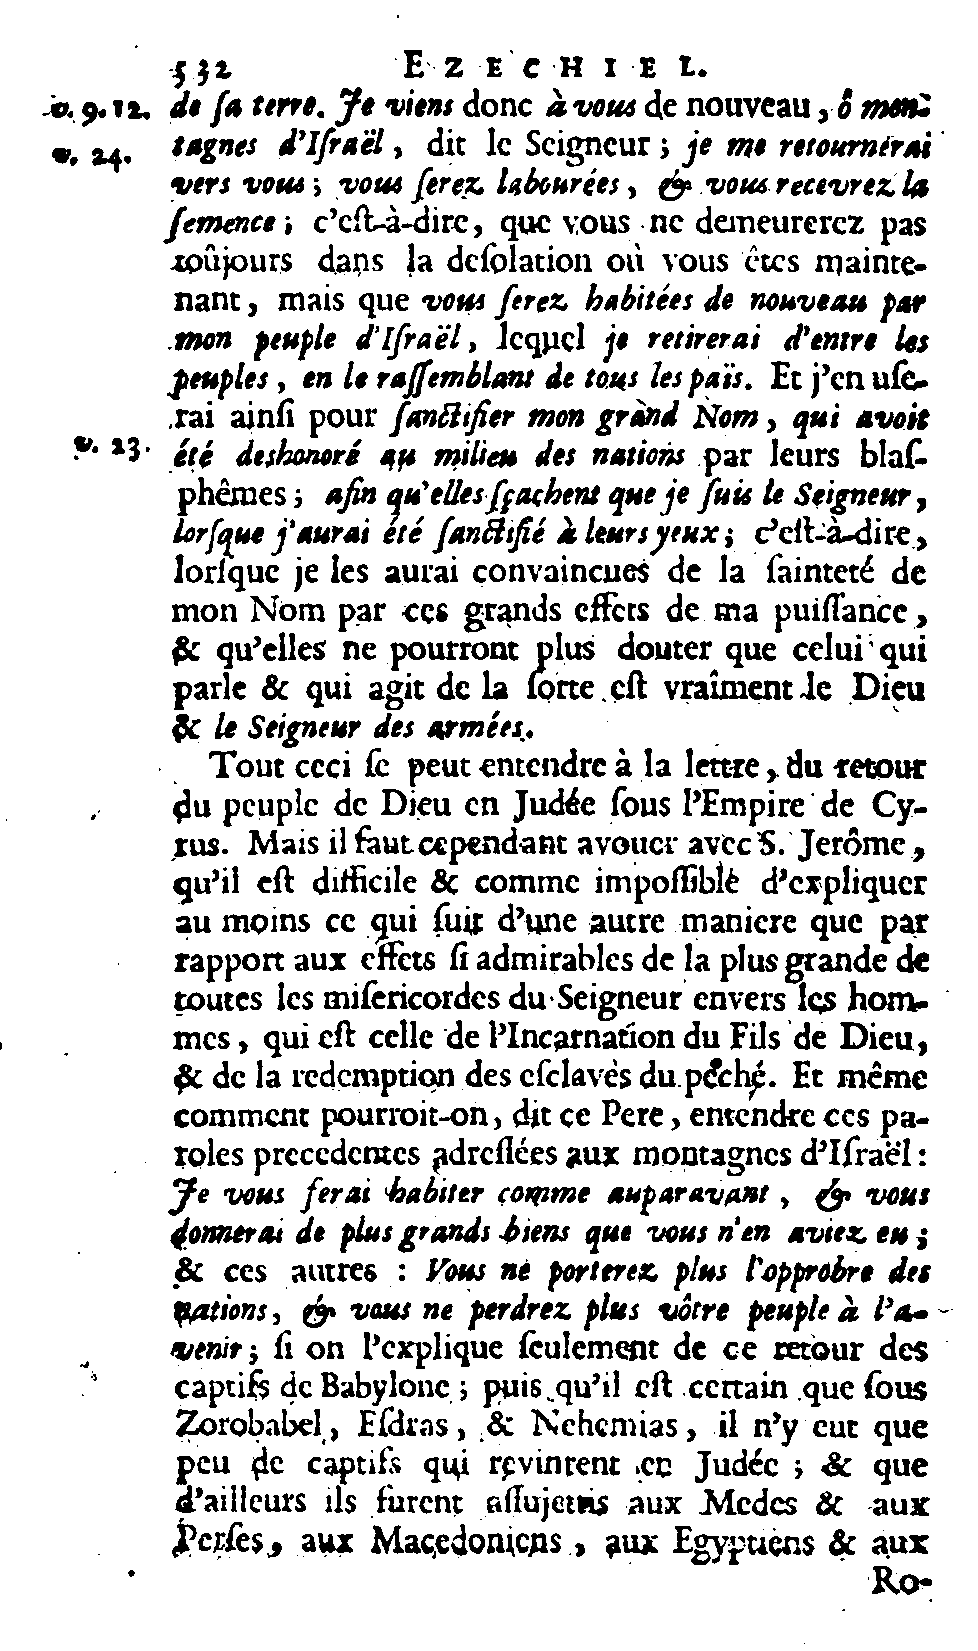 532 EZECHIEL.
v. 9. 12. de ſa terre. Je viens donc à vous de nouveau, ô mon-
v. 24. tagnes d'Iſraël, dit le Seigneur; je me retournerai
vers vous; vous ſerez labourées, & vous recevrez la
ſemence; c'eſt-à-dire, que vous ne demeurerez pas
toûjours dans la deſolation où vous êtes mainte-
nant, mais que vous ſerez habitées de nouveau par
mon peuple d'Iſraël, lequel je retirerai d'entre les
peuples, en le raſſemblant de tous les païs. Et j'en uſe-
rai ainſi pour ſanctifier mon grand Nom, qui avoit
v. 23. été deshonoré au milieu des nations par leurs blaſ-
phêmes; afin qu'elles ſçachent que je ſuis le Seigneur,
lorſque j'aurai été ſanctifié à leurs yeux; c'eſt-à-dire,
lorſque je les aurai convaincues de la ſainteté de
mon Nom par ces grands effets de ma puiſſance,
& qu'elles ne pourront plus douter que celui qui
parle & qui agit de la ſorte eſt vraîment le Dieu
& le Seigneur des armées.
Tout ceci ſe peut entendre à la lettre, du retour
du peuple de Dieu en Judée ſous l'Empire de Cy-
rus. Mais il faut cependant avouer avec S. Jerôme,
qu'il eſt difficile & comme impoſſible d'expliquer
au moins ce qui ſuit d'une autre maniere que par
rapport aux effets ſi admirables de la plus grande de
toutes les miſericordes du Seigneur envers les hom-
mes, qui eſt celle de l'Incarnation du Fils de Dieu,
& de la redemption des eſclaves du peché. Et même
comment pourroit-on, dit ce Pere, entendre ces pa-
roles precedentes adreſſées aux montagnes d'Iſraël:
Je vous ferai habiter comme auparavant, & vous
donnerai de plus grands biens que vous n'en aviez eu;
& ces autres : Vous ne porterez plus l'opprobre des
nations, & vous ne perdrez plus vôtre peuple à l'a-
venir; ſi on l'explique ſeulement de ce retour des
captifs de Babylone; puis qu'il eſt certain que ſous
Zorobabel, Eſdras, & Nehemias, il n'y eut que
peu de captifs qui revinrent en Judée; & que
d'ailleurs ils furent aſſujettis aux Medes & aux
Perſes, aux Macedoniens, aux Egyptiens & aux
Ro-